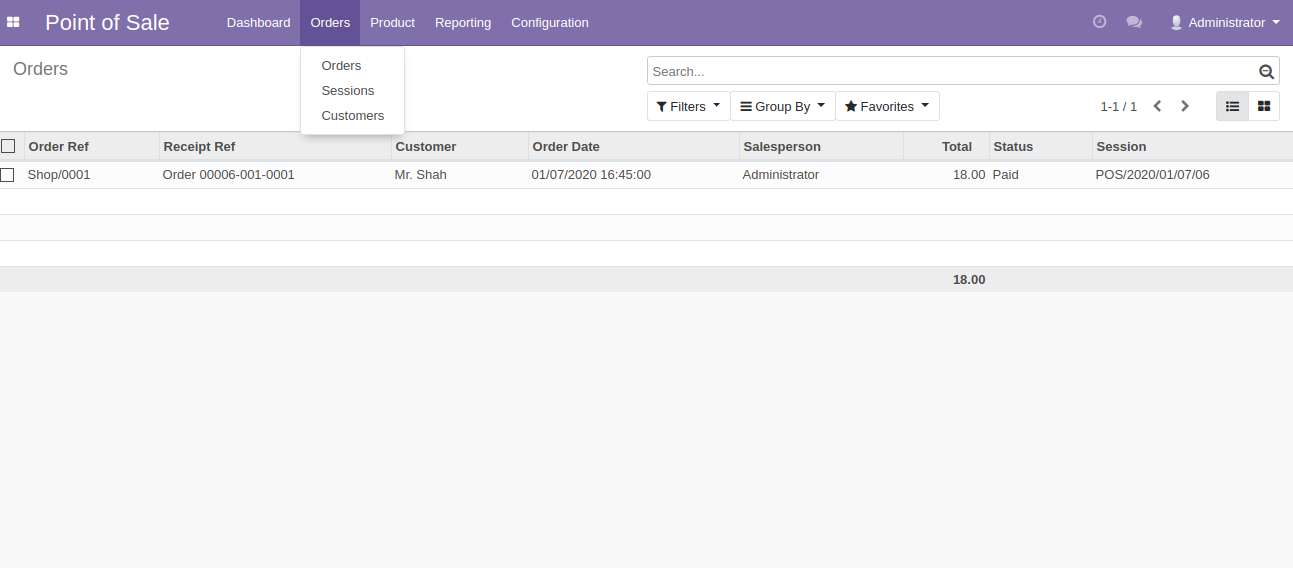 Point of Sale Dashboard Orders Product Reporting Configuration Administrator
Orders
Sessions
Customers
Orders
Search...
Filters Group By Favorites 1-1 / 1
Order Ref Receipt Ref Customer Order Date Salesperson Total Status Session
Shop/0001 Order 00006-001-0001 Mr. Shah 01/07/2020 16:45:00 Administrator 18.00 Paid POS/2020/01/07/06
18.00